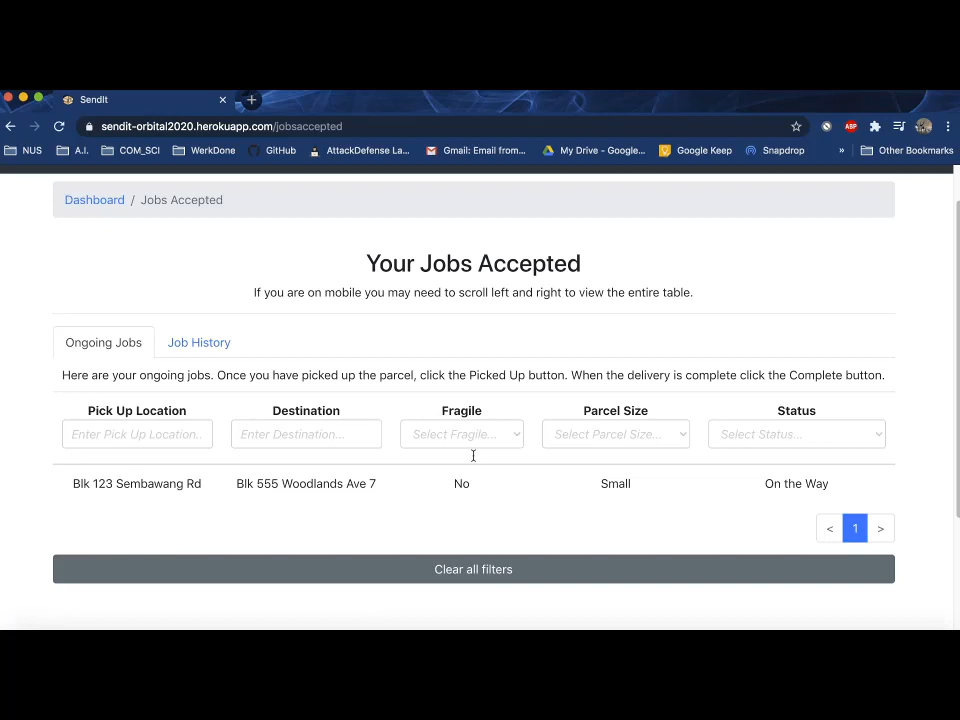 SendIt
sendit-orbital2020.herokuapp.com/jobsaccepted
ABP
NUS A.I. COM_SCI WerkDone GitHub AttackDefense La... Gmail: Email from... My Drive - Google... Google Keep Snapdrop » Other Bookmarks
Dashboard / Jobs Accepted
Your Jobs Accepted
If you are on mobile you may need to scroll left and right to view the entire table.
Ongoing Jobs Job History
Here are your ongoing jobs. Once you have picked up the parcel, click the Picked Up button. When the delivery is complete click the Complete button.
Pick Up Location Destination Fragile Parcel Size Status
Enter Pick Up Location.. Enter Destination... Select Fragile... Select Parcel Size... Select Status...
Blk 123 Sembawang Rd Blk 555 Woodlands Ave 7 No Small On the Way
< 1 >
Clear all filters